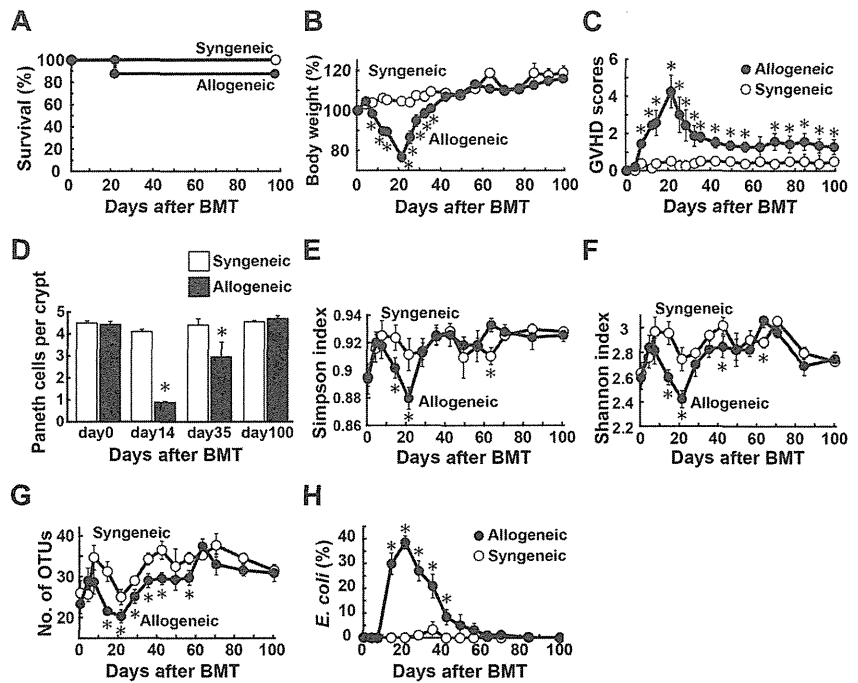 A
Survival (%)
100
80
60
40
20
0
Syngeneic
Allogeneic
0 20 40 60 80 100
Days after BMT
B
Body weight (%)
120
100
80
Syngeneic
Allogeneic
* * * * * * * * *
0 20 40 60 80 100
Days after BMT
C
GVHD scores
6
4
2
0
Allogeneic
Syngeneic
* * * * * * * * * * * * * * * *
0 20 40 60 80 100
Days after BMT
D
Syngeneic
Allogeneic
Paneth cells per crypt
5
4
3
2
1
0
*
*
day0 day14 day35 day100
Days after BMT
E
Simpson index
0.94
0.92
0.9
0.88
0.86
Syngeneic
Allogeneic
* * *
0 20 40 60 80 100
Days after BMT
F
Shannon index
3
2.8
2.6
2.4
2.2
Syngeneic
Allogeneic
* * * *
0 20 40 60 80 100
Days after BMT
G
No. of OTUs
40
30
20
Syngeneic
Allogeneic
* * * * * *
0 20 40 60 80 100
Days after BMT
H
E. coli (%)
40
30
20
10
0
Allogeneic
Syngeneic
* * * * *
0 20 40 60 80 100
Days after BMT